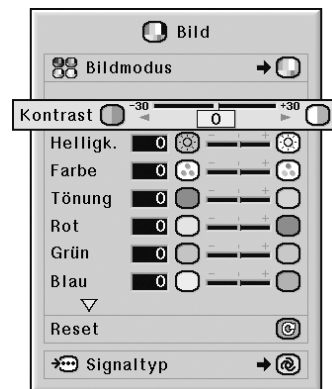 Bild
Bildmodus
Kontrast -30 0 +30
Helligk. 0 - +
Farbe 0 - +
Tönung 0 - +
Rot 0 - +
Grün 0 - +
Blau 0 - +
Reset
Signaltyp